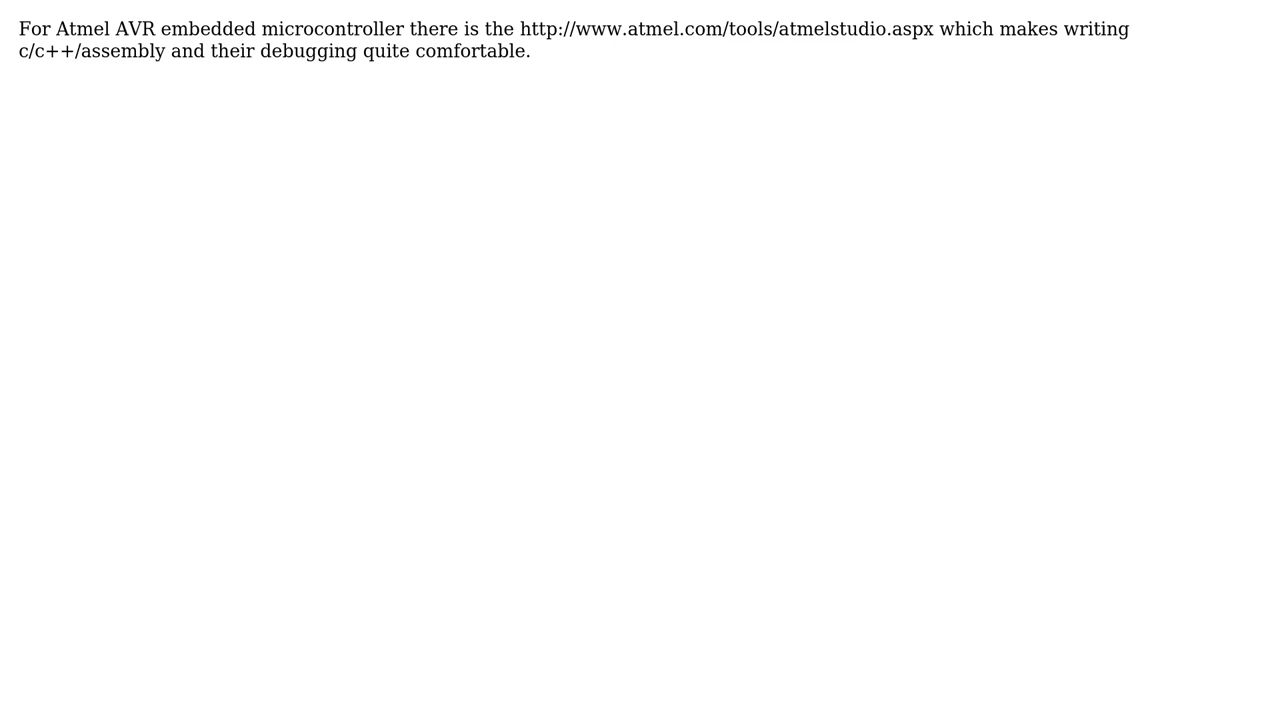 For Atmel AVR embedded microcontroller there is the http://www.atmel.com/tools/atmelstudio.aspx which makes writing
c/c++/assembly and their debugging quite comfortable.